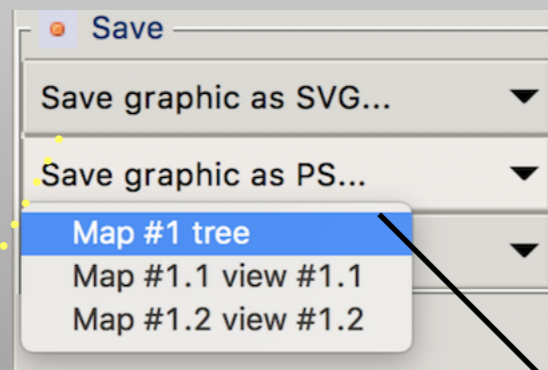 Save
Save graphic as SVG...
Save graphic as PS...
Map #1 tree
Map #1.1 view #1.1
Map #1.2 view #1.2